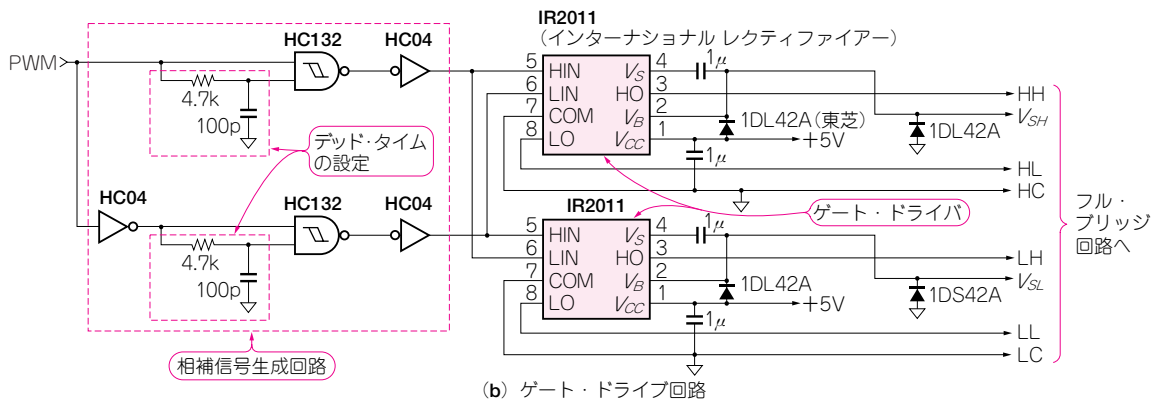 IR2011
(インターナショナル レクティファイアー)
PWM
HC132
HC04
4.7k
100p
デッド・タイム
の設定
HC04
HC132
HC04
4.7k
100p
相補信号生成回路
5 HIN
6 LIN
7 COM
8 LO
VS 4
HO 3
VB 2
VCC 1
1μ
1DL42A(東芝)
+5V
1μ
1DL42A
HH
VSH
HL
HC
ゲート・ドライバ
IR2011
5 HIN
6 LIN
7 COM
8 LO
VS 4
HO 3
VB 2
VCC 1
1μ
1DL42A
+5V
1μ
1DS42A
LH
VSL
LL
LC
フル・
ブリッジ
回路へ
(b) ゲート・ドライブ回路